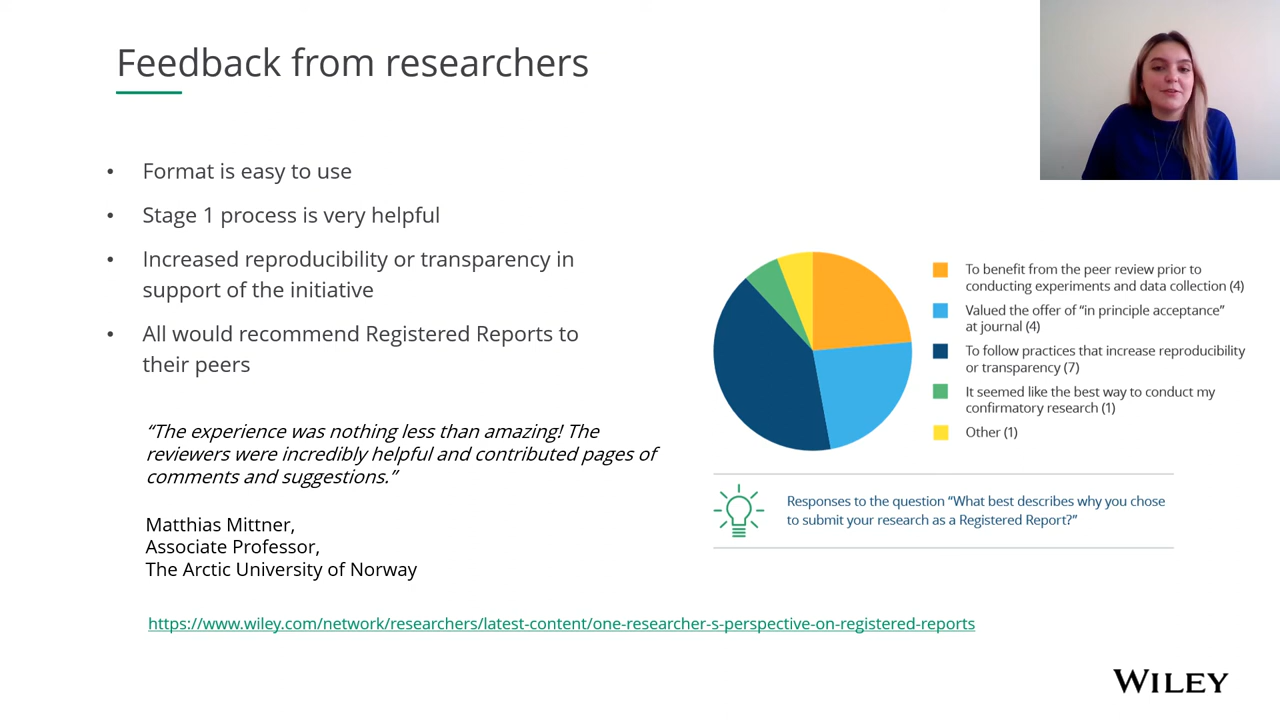 Feedback from researchers
• Format is easy to use
• Stage 1 process is very helpful
• Increased reproducibility or transparency in
support of the initiative
• All would recommend Registered Reports to
their peers
“The experience was nothing less than amazing! The
reviewers were incredibly helpful and contributed pages of
comments and suggestions.”
Matthias Mittner,
Associate Professor,
The Arctic University of Norway
To benefit from the peer review prior to
conducting experiments and data collection (4)
Valued the offer of “in principle acceptance”
at journal (4)
To follow practices that increase reproducibility
or transparency (7)
It seemed like the best way to conduct my
confirmatory research (1)
Other (1)
Responses to the question “What best describes why you chose
to submit your research as a Registered Report?”
https://www.wiley.com/network/researchers/latest-content/one-researcher-s-perspective-on-registered-reports
WILEY